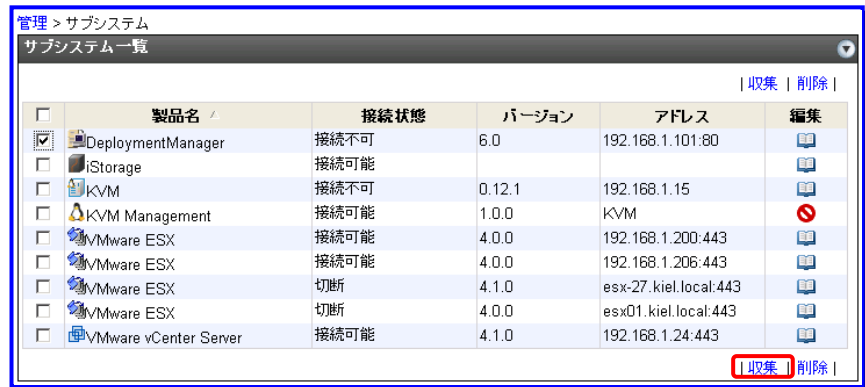 管理 > サブシステム
サブシステム一覧
| 収集 | 削除 |
製品名 接続状態 バージョン アドレス 編集
DeploymentManager 接続不可 6.0 192.168.1.101:80
iStorage 接続可能
KVM 接続不可 0.12.1 192.168.1.15
KVM Management 接続可能 1.0.0 KVM
VMware ESX 接続可能 4.0.0 192.168.1.200:443
VMware ESX 接続可能 4.0.0 192.168.1.206:443
VMware ESX 切断 4.1.0 esx-27.kiel.local:443
VMware ESX 切断 4.0.0 esx01.kiel.local:443
VMware vCenter Server 接続可能 4.1.0 192.168.1.24:443
| 収集 | 削除 |